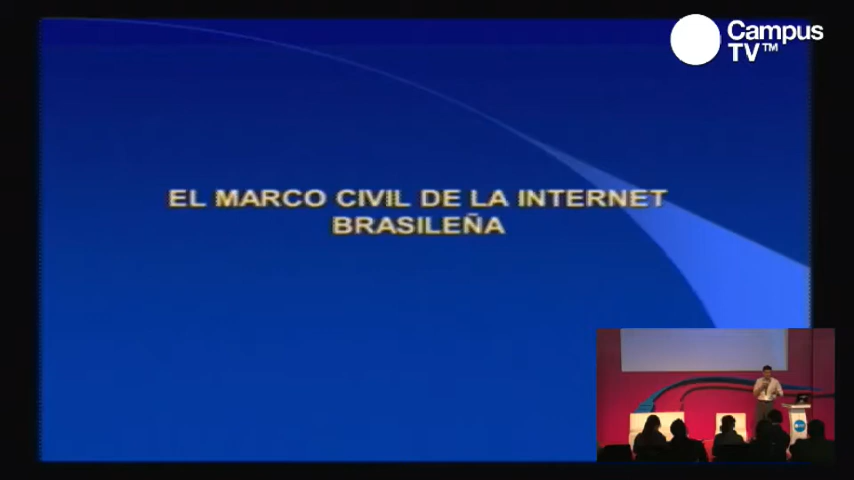 Campus
TV™
EL MARCO CIVIL DE LA INTERNET
BRASILEÑA